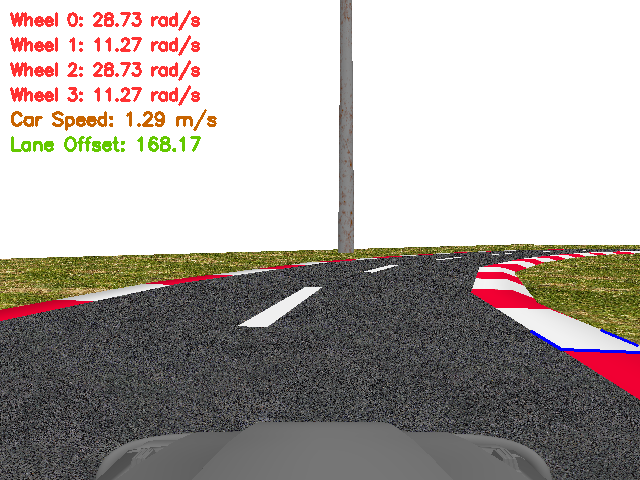 Wheel 0: 28.73 rad/s
Wheel 1: 11.27 rad/s
Wheel 2: 28.73 rad/s
Wheel 3: 11.27 rad/s
Car Speed: 1.29 m/s
Lane Offset: 168.17